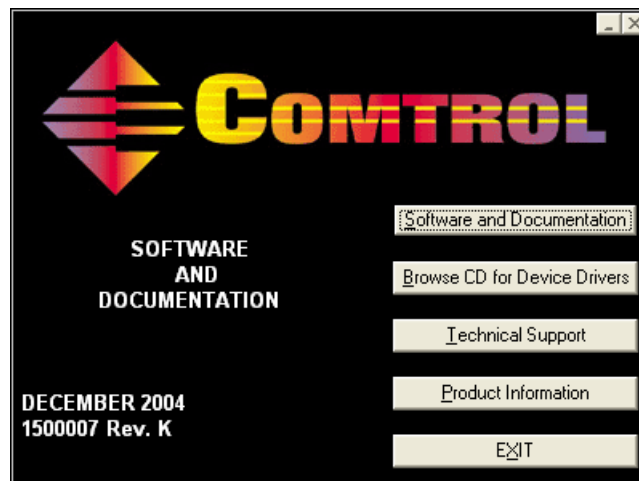 COMTROL
Software and Documentation
SOFTWARE
AND
DOCUMENTATION
Browse CD for Device Drivers
Technical Support
Product Information
DECEMBER 2004
1500007 Rev. K
EXIT